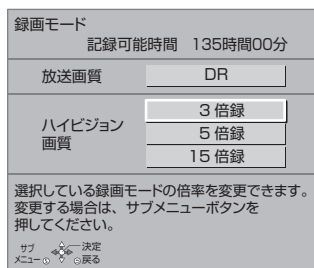 録画モード
記録可能時間 135時間00分
放送画質 DR
ハイビジョン
画質
3 倍録
5 倍録
15 倍録
選択している録画モードの倍率を変更できます。
変更する場合は、サブメニューボタンを
押してください。
サブ 決定
メニュー S R 戻る